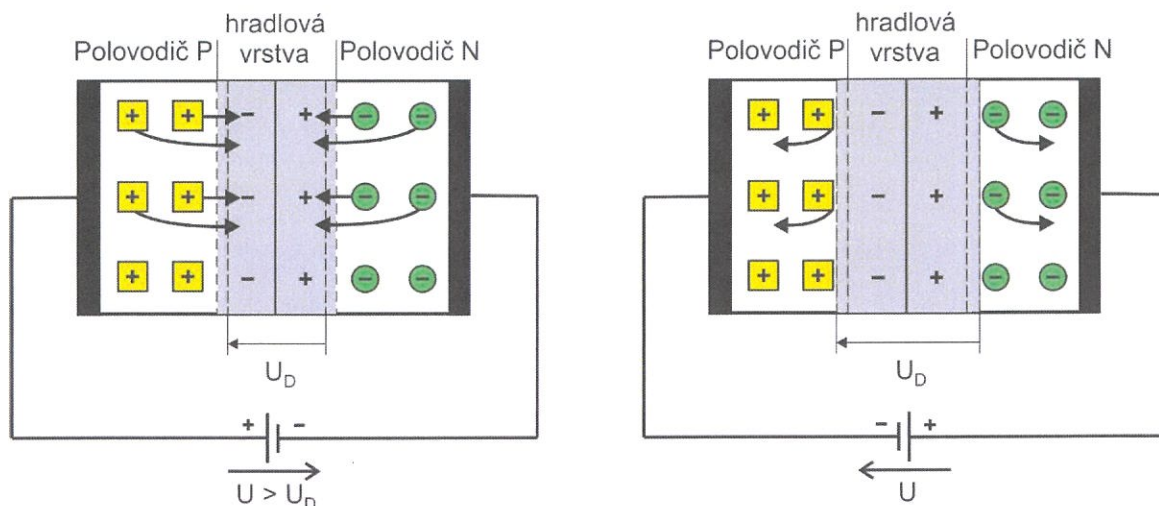 hradlová
Polovodič P
vrstva
Polovodič N
+ + − + − −
+ + − + − −
+ + − + − −
U_D
+ −
U > U_D
hradlová
Polovodič P
vrstva
Polovodič N
+ + − + − −
+ + − + − −
+ + − + − −
U_D
− +
U